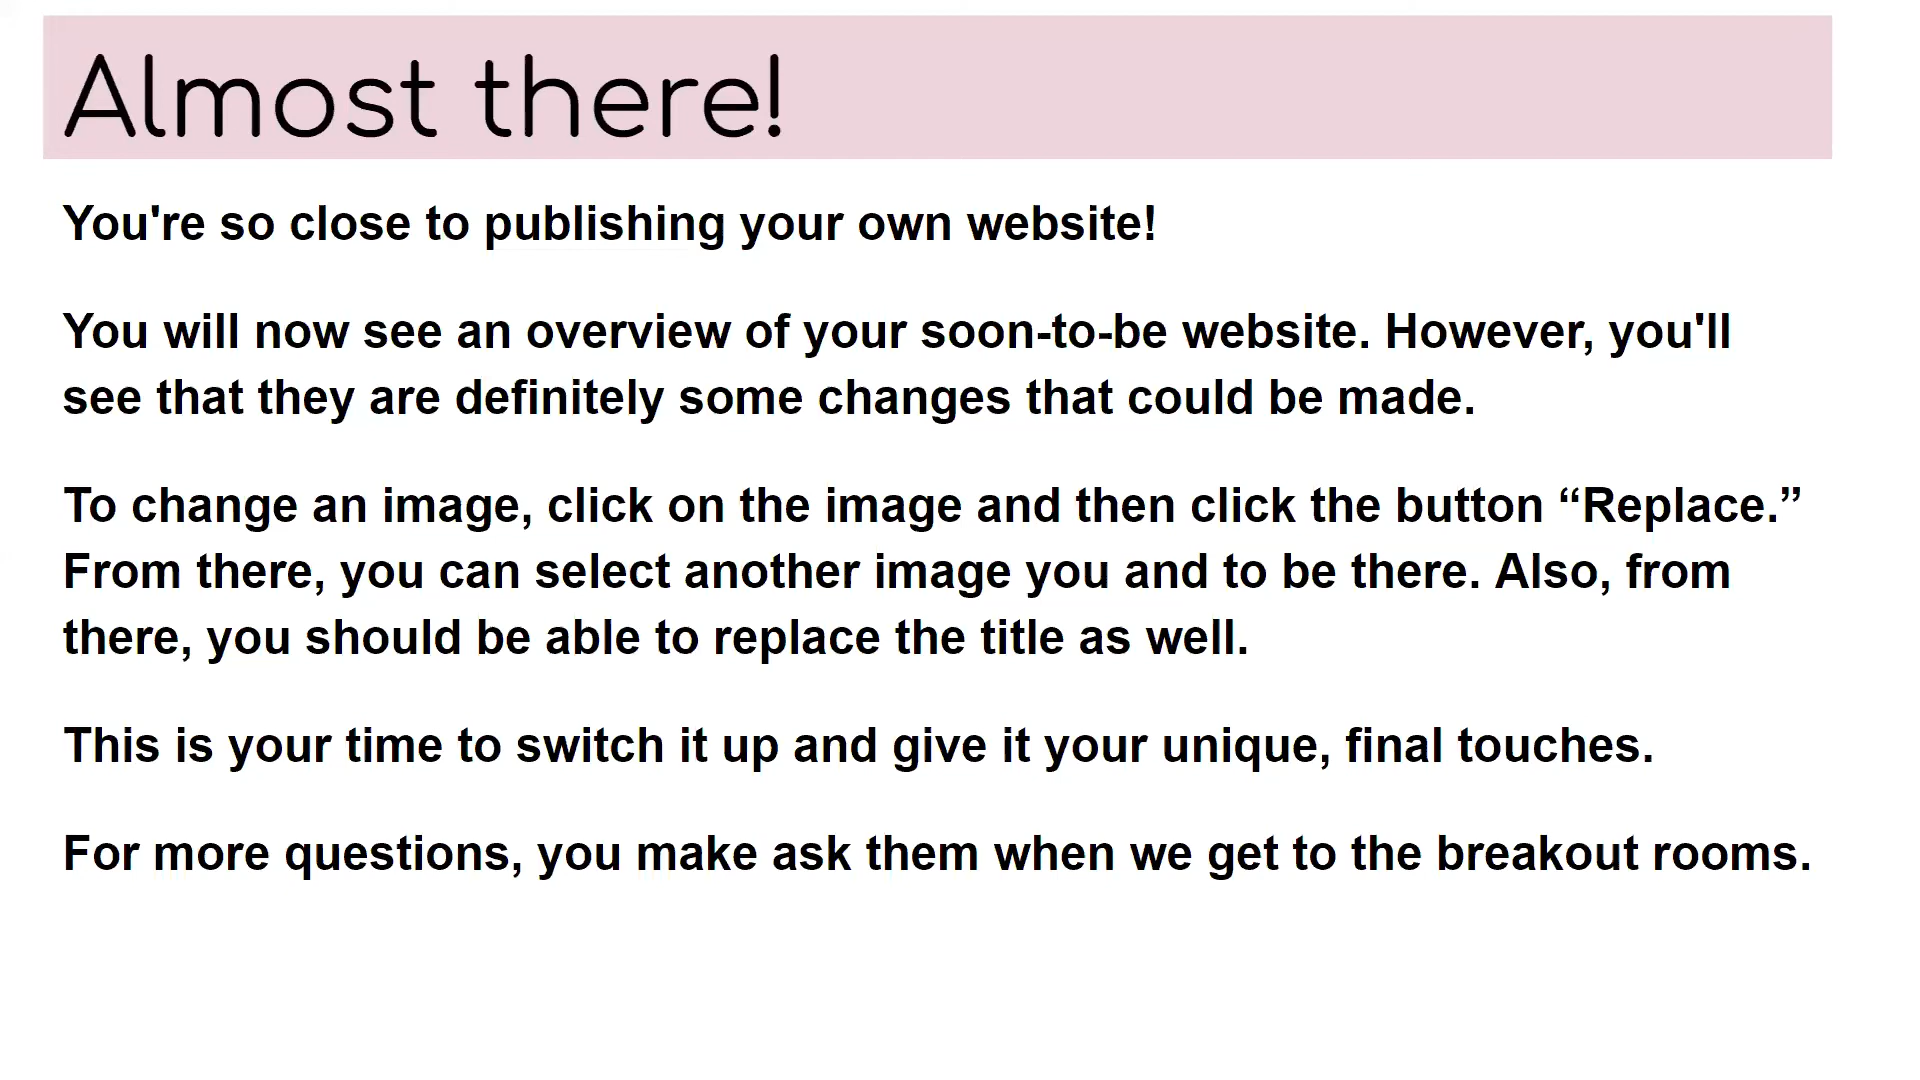 Almost there!
You're so close to publishing your own website!
You will now see an overview of your soon-to-be website. However, you'll
see that they are definitely some changes that could be made.
To change an image, click on the image and then click the button “Replace.”
From there, you can select another image you and to be there. Also, from
there, you should be able to replace the title as well.
This is your time to switch it up and give it your unique, final touches.
For more questions, you make ask them when we get to the breakout rooms.